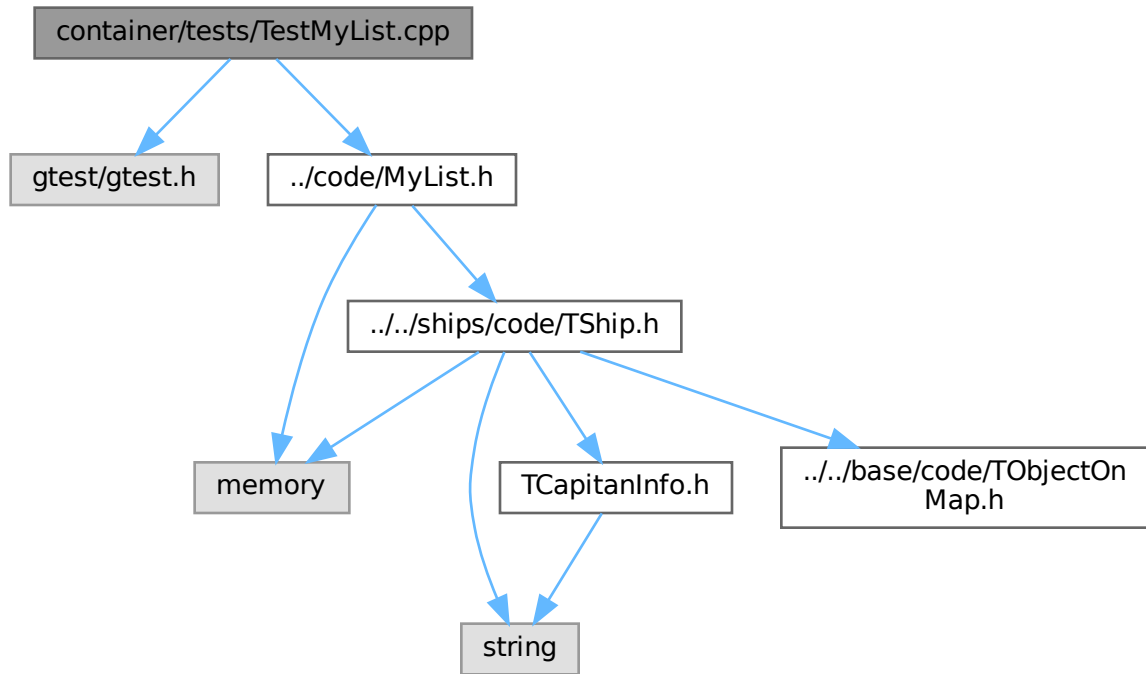 container/tests/TestMyList.cpp
gtest/gtest.h
../code/MyList.h
../../ships/code/TShip.h
memory
TCapitanInfo.h
../../base/code/TObjectOn
Map.h
string